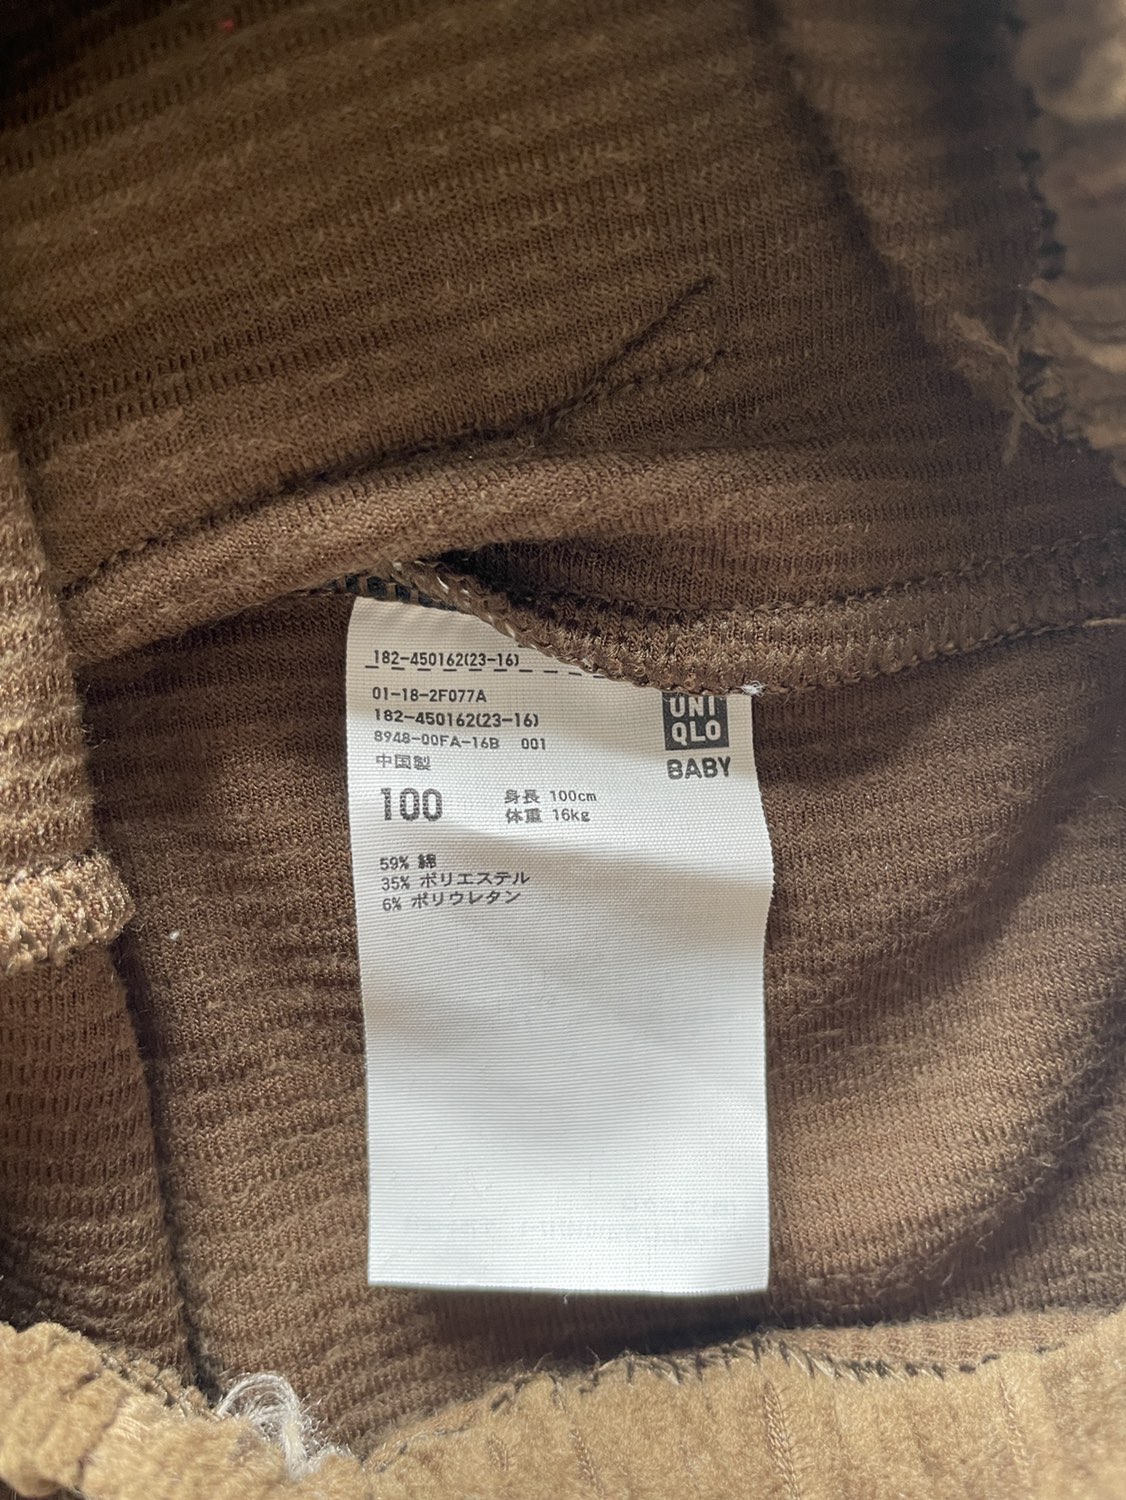 182-450162(23-16)
01-18-2F077A
182-450162(23-16)
8948-00FA-16B 001
中国製
UNI
QLO
BABY
100
身長 100cm
体重 16kg
59% 綿
35% ポリエステル
6% ポリウレタン